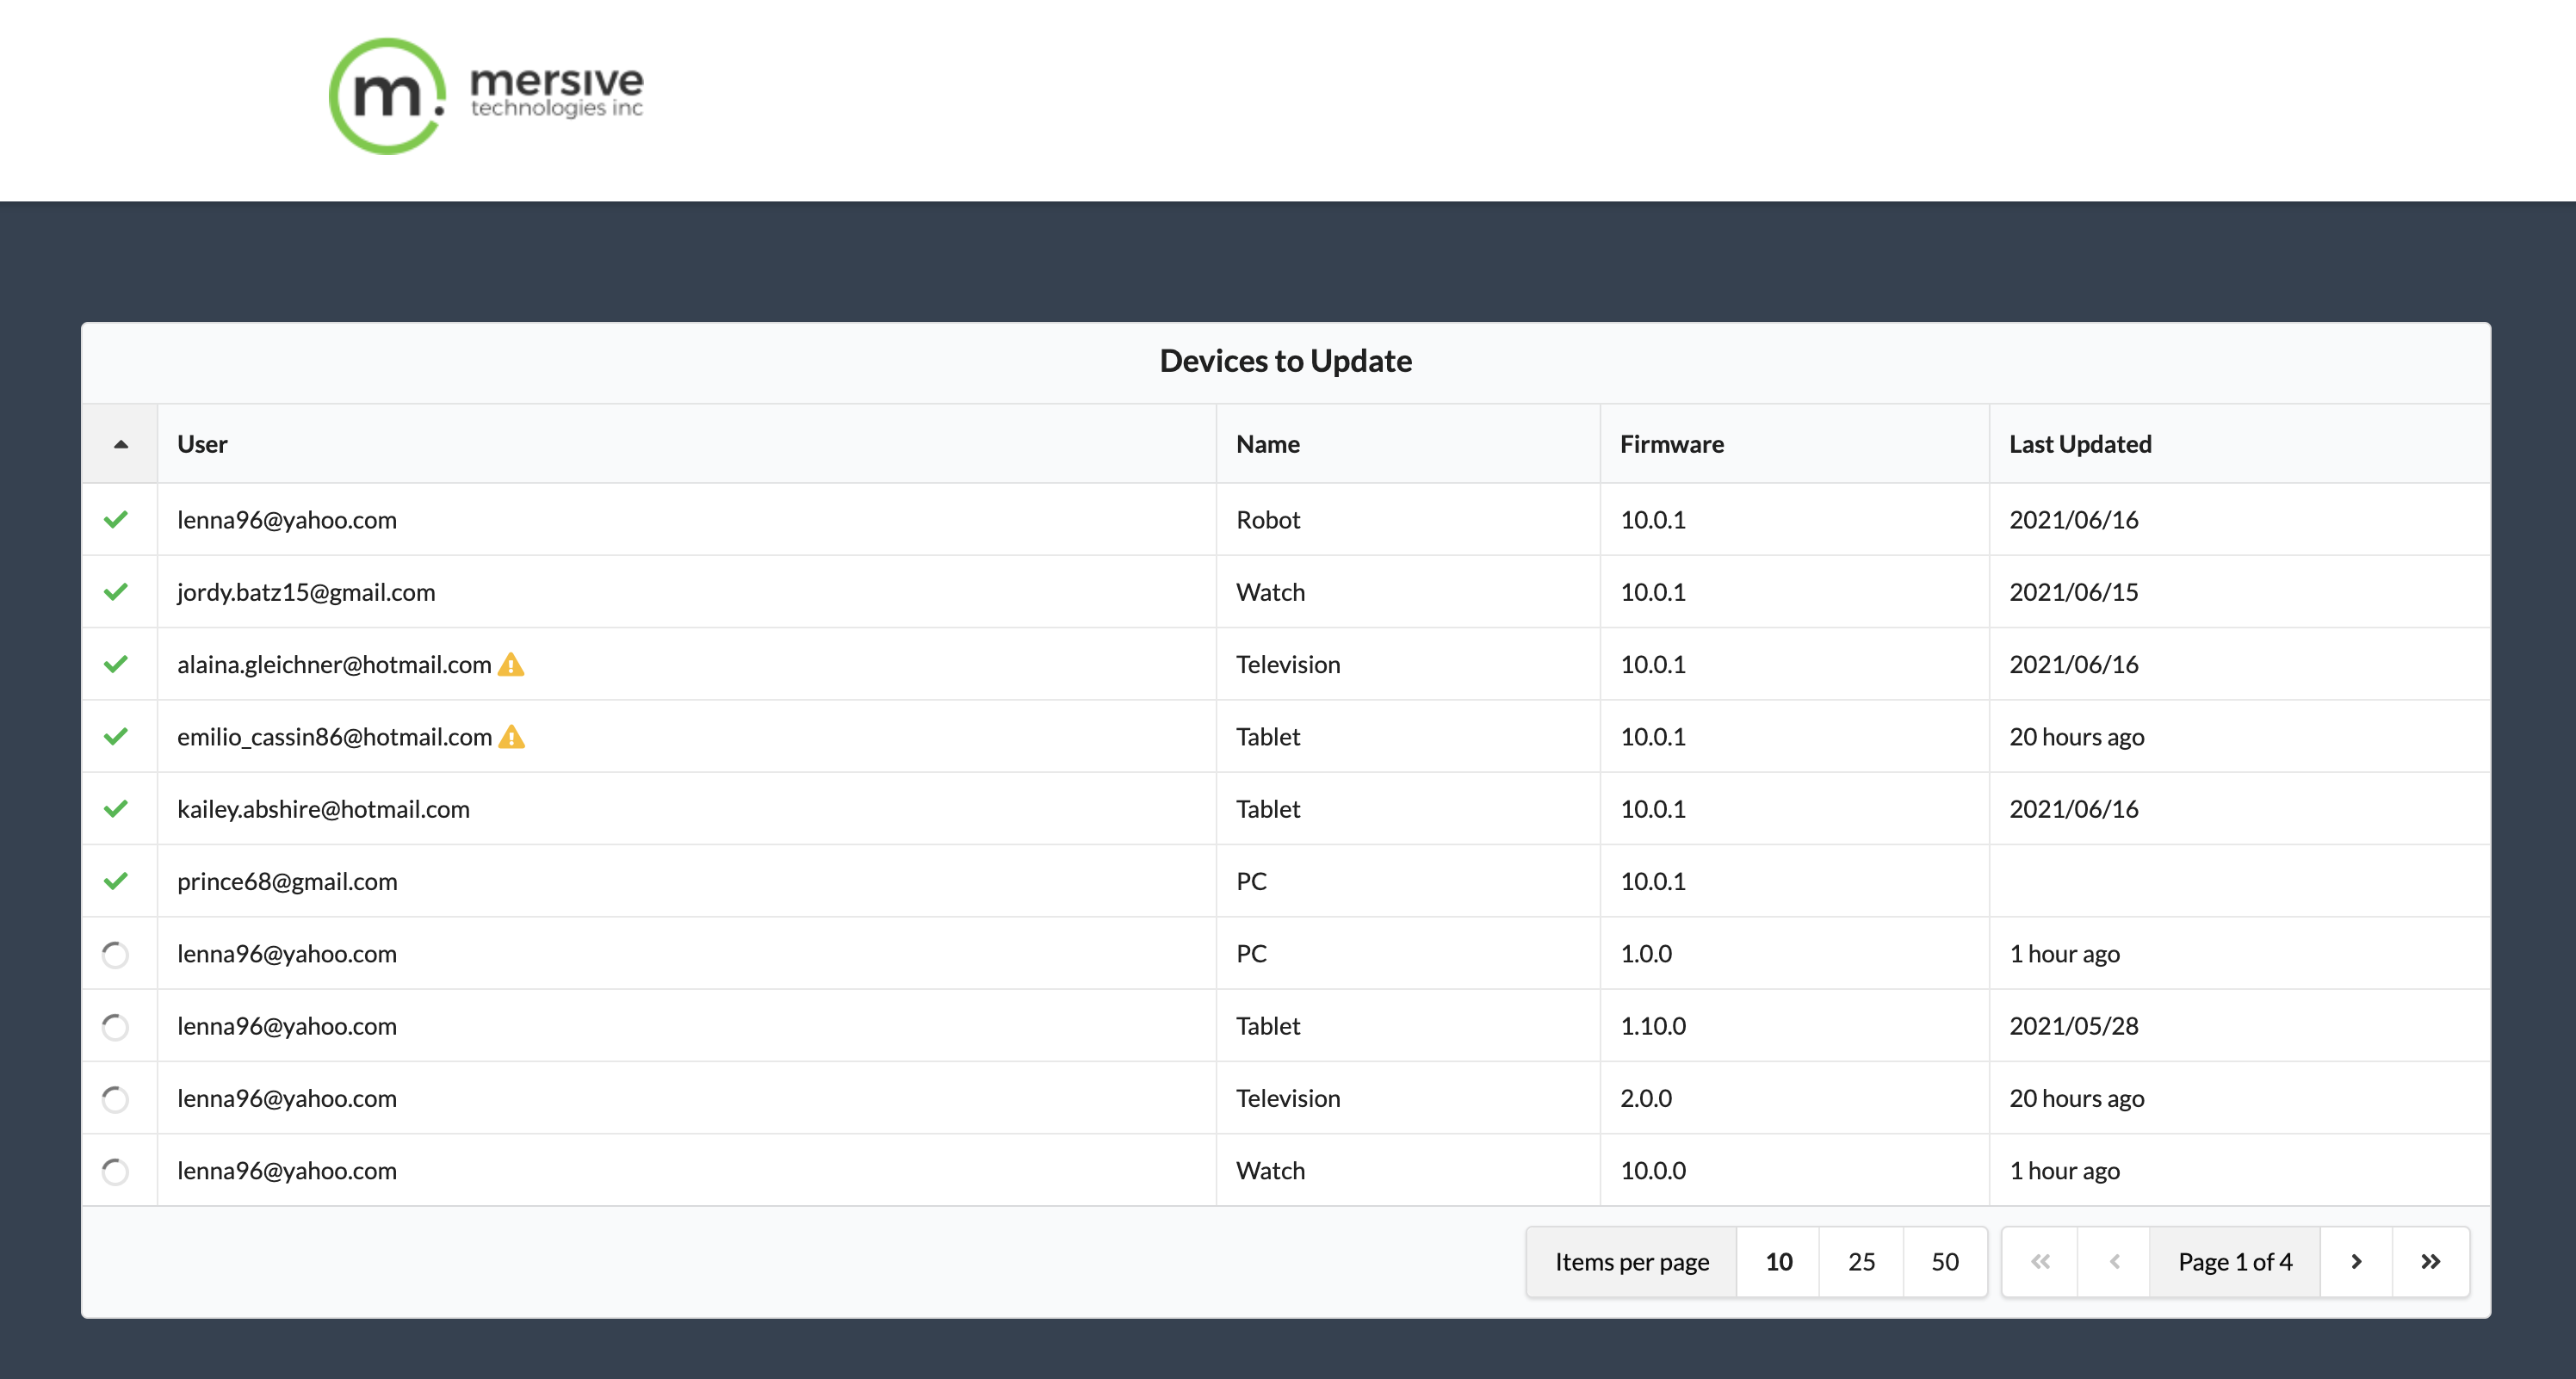 m.
mersive
technologies inc
Devices to Update
User Name Firmware Last Updated
lenna96@yahoo.com Robot 10.0.1 2021/06/16
jordy.batz15@gmail.com Watch 10.0.1 2021/06/15
alaina.gleichner@hotmail.com Television 10.0.1 2021/06/16
emilio_cassin86@hotmail.com Tablet 10.0.1 20 hours ago
kailey.abshire@hotmail.com Tablet 10.0.1 2021/06/16
prince68@gmail.com PC 10.0.1
lenna96@yahoo.com PC 1.0.0 1 hour ago
lenna96@yahoo.com Tablet 1.10.0 2021/05/28
lenna96@yahoo.com Television 2.0.0 20 hours ago
lenna96@yahoo.com Watch 10.0.0 1 hour ago
Items per page 10 25 50 « ‹ Page 1 of 4 › »